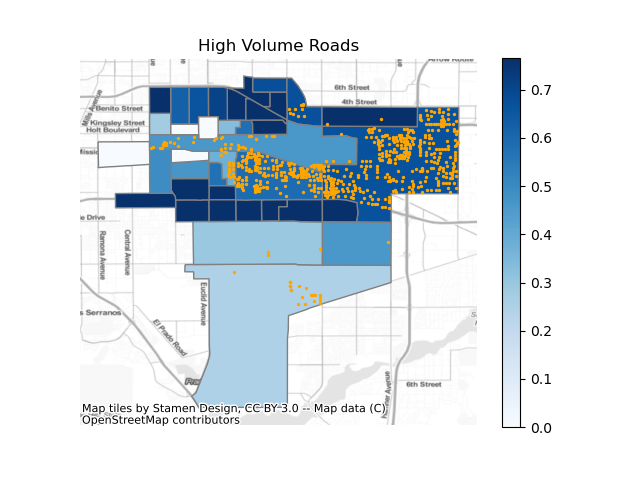 High Volume Roads
Arrow Route
6th Street
4th Street
Mills Avenue
Benito Street
Kingsley Street
Holt Boulevard
Missio
e Drive
Ramona Avenue
Central Avenue
Euclid Avenue
s Serranos
El Prado Road
6th Street
Map tiles by Stamen Design, CC BY 3.0 -- Map data (C)
OpenStreetMap contributors
0.7
0.6
0.5
0.4
0.3
0.2
0.1
0.0